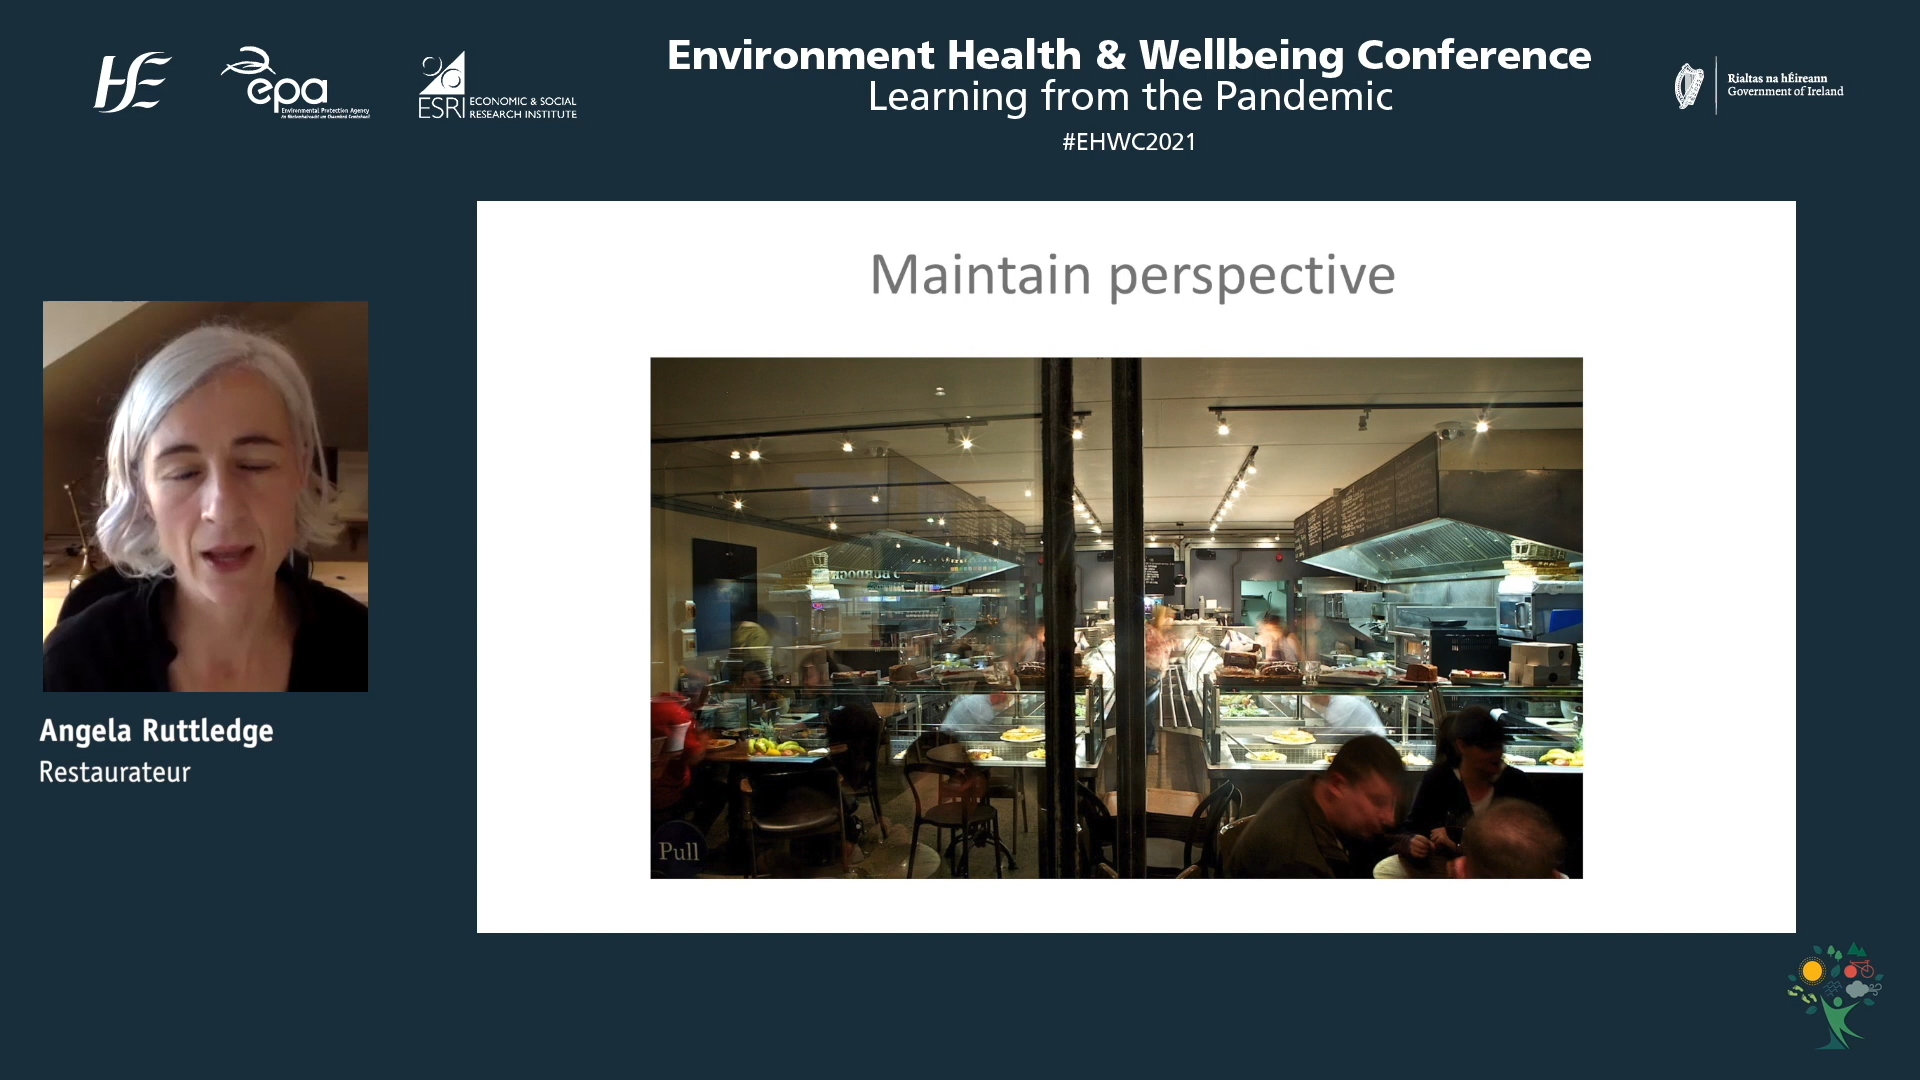 HSE
epa
Environmental Protection Agency
ESRI
ECONOMIC & SOCIAL
RESEARCH INSTITUTE
Environment Health & Wellbeing Conference
Learning from the Pandemic
#EHWC2021
Rialtas na hÉireann
Government of Ireland
Maintain perspective
Pull
Angela Ruttledge
Restaurateur